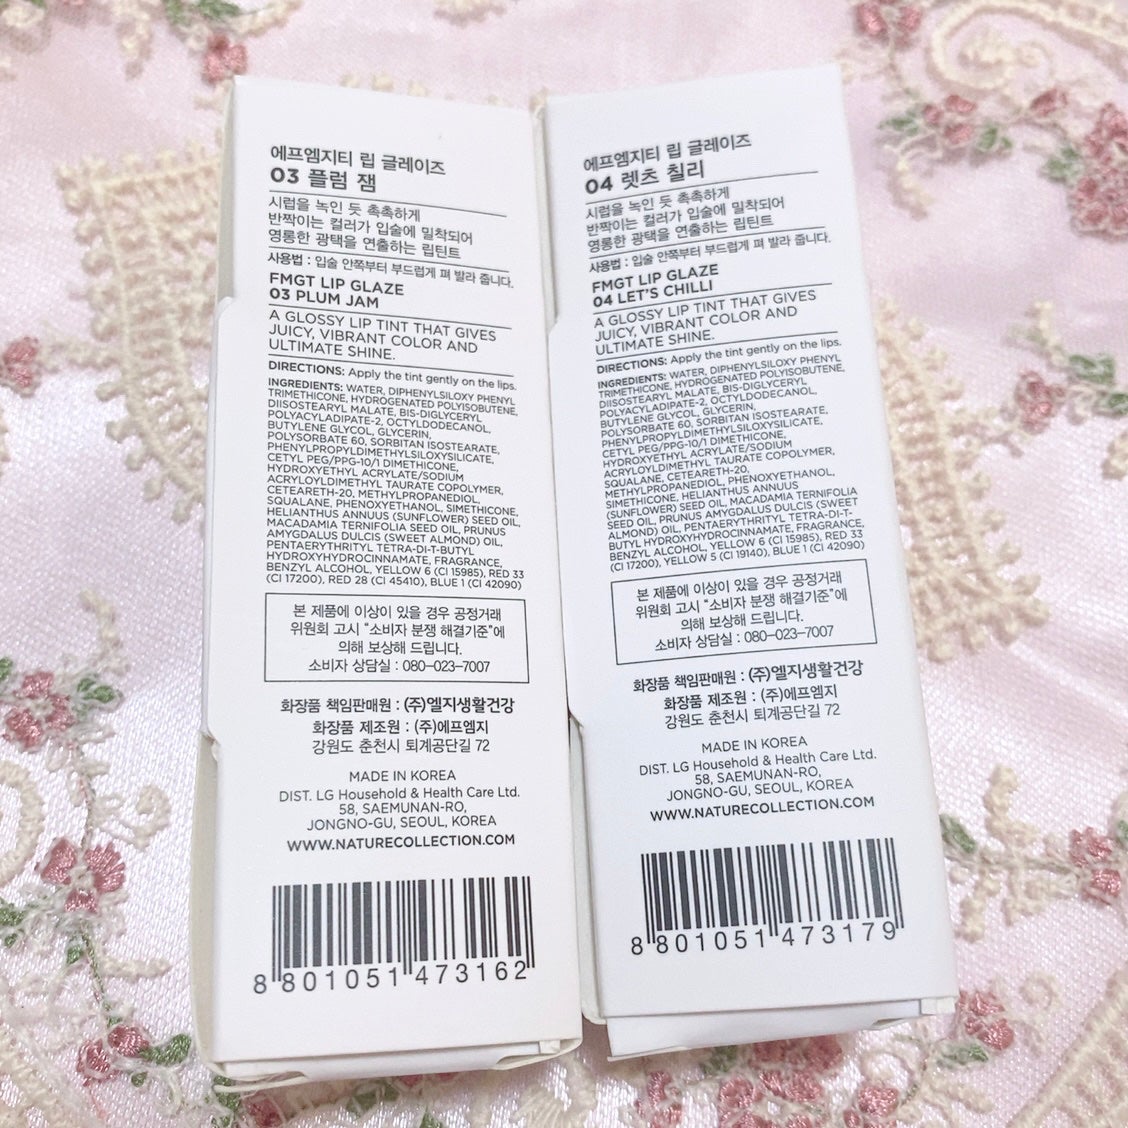 에프엠지티 립 글레이즈
03 플럼 잼
시럽을 녹인 듯 촉촉하게
반짝이는 컬러가 입술에 밀착되어
영롱한 광택을 연출하는 립틴트
사용법 : 입술 안쪽부터 부드럽게 펴 발라 줍니다.
FMGT LIP GLAZE
03 PLUM JAM
A GLOSSY LIP TINT THAT GIVES
JUICY, VIBRANT COLOR AND
ULTIMATE SHINE.
DIRECTIONS: Apply the tint gently on the lips.
INGREDIENTS: WATER, DIPHENYLSILOXY PHENYL
TRIMETHICONE, HYDROGENATED POLYISOBUTENE,
DIISOSTEARYL MALATE, BIS-DIGLYCERYL
POLYACYLADIPATE-2, OCTYLDODECANOL,
BUTYLENE GLYCOL, GLYCERIN,
POLYSORBATE 60, SORBITAN ISOSTEARATE,
PHENYLPROPYLDIMETHYLSILOXYSILICATE,
CETYL PEG/PPG-10/1 DIMETHICONE,
HYDROXYETHYL ACRYLATE/SODIUM
ACRYLOYLDIMETHYL TAURATE COPOLYMER,
CETEARETH-20, METHYLPROPANEDIOL,
SQUALANE, PHENOXYETHANOL, SIMETHICONE,
HELIANTHUS ANNUUS (SUNFLOWER) SEED OIL,
MACADAMIA TERNIFOLIA SEED OIL, PRUNUS
AMYGDALUS DULCIS (SWEET ALMOND) OIL,
PENTAERYTHRITYL TETRA-DI-T-BUTYL
HYDROXYHYDROCINNAMATE, FRAGRANCE,
BENZYL ALCOHOL, YELLOW 6 (CI 15985), RED 33
(CI 17200), RED 28 (CI 45410), BLUE 1 (CI 42090)
본 제품에 이상이 있을 경우 공정거래
위원회 고시 "소비자 분쟁 해결기준"에
의해 보상해 드립니다.
소비자 상담실 : 080-023-7007
화장품 책임판매원 : (주)엘지생활건강
화장품 제조원 : (주)에프엠지
강원도 춘천시 퇴계공단길 72
MADE IN KOREA
DIST. LG Household & Health Care Ltd.
58, SAEMUNAN-RO,
JONGNO-GU, SEOUL, KOREA
WWW.NATURECOLLECTION.COM
8 801051 473162
에프엠지티 립 글레이즈
04 렛츠 칠리
시럽을 녹인 듯 촉촉하게
반짝이는 컬러가 입술에 밀착되어
영롱한 광택을 연출하는 립틴트
사용법 : 입술 안쪽부터 부드럽게 펴 발라 줍니다.
FMGT LIP GLAZE
04 LET'S CHILLI
A GLOSSY LIP TINT THAT GIVES
JUICY, VIBRANT COLOR AND
ULTIMATE SHINE.
DIRECTIONS: Apply the tint gently on the lips.
INGREDIENTS: WATER, DIPHENYLSILOXY PHENYL
TRIMETHICONE, HYDROGENATED POLYISOBUTENE,
DIISOSTEARYL MALATE, BIS-DIGLYCERYL
POLYACYLADIPATE-2, OCTYLDODECANOL,
BUTYLENE GLYCOL, GLYCERIN,
POLYSORBATE 60, SORBITAN ISOSTEARATE,
PHENYLPROPYLDIMETHYLSILOXYSILICATE,
CETYL PEG/PPG-10/1 DIMETHICONE,
HYDROXYETHYL ACRYLATE/SODIUM
ACRYLOYLDIMETHYL TAURATE COPOLYMER,
SQUALANE, CETEARETH-20,
METHYLPROPANEDIOL, PHENOXYETHANOL,
SIMETHICONE, HELIANTHUS ANNUUS
(SUNFLOWER) SEED OIL, MACADAMIA TERNIFOLIA
SEED OIL, PRUNUS AMYGDALUS DULCIS (SWEET
ALMOND) OIL, PENTAERYTHRITYL TETRA-DI-T-
BUTYL HYDROXYHYDROCINNAMATE, FRAGRANCE,
BENZYL ALCOHOL, YELLOW 6 (CI 15985), RED 33
(CI 17200), YELLOW 5 (CI 19140), BLUE 1 (CI 42090)
본 제품에 이상이 있을 경우 공정거래
위원회 고시 "소비자 분쟁 해결기준"에
의해 보상해 드립니다.
소비자 상담실 : 080-023-7007
화장품 책임판매원 : (주)엘지생활건강
화장품 제조원 : (주)에프엠지
강원도 춘천시 퇴계공단길 72
MADE IN KOREA
DIST. LG Household & Health Care Ltd.
58, SAEMUNAN-RO,
JONGNO-GU, SEOUL, KOREA
WWW.NATURECOLLECTION.COM
8 801051 473179